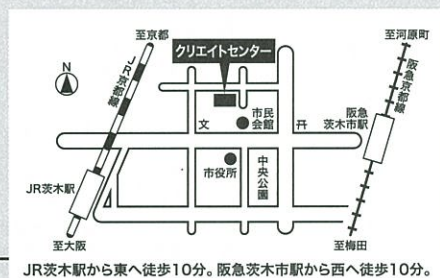 至京都
至河原町
クリエイトセンター
N
JR京都線
阪急京都線
市民
会館
阪急
茨木市駅
文
市役所
中央公園
JR茨木駅
至大阪
至梅田
JR茨木駅から東へ徒歩10分。阪急茨木市駅から西へ徒歩10分。